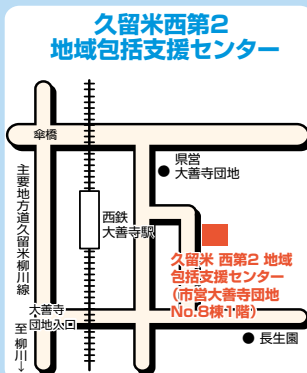 久留米西第2
地域包括支援センター
傘橋
県営
大善寺団地
主要地方道久留米柳川線
西鉄
大善寺駅
久留米 西第2 地域
包括支援センター
(市営大善寺団地
No.8棟1階)
大善寺
団地入口
至 柳川→
長生園